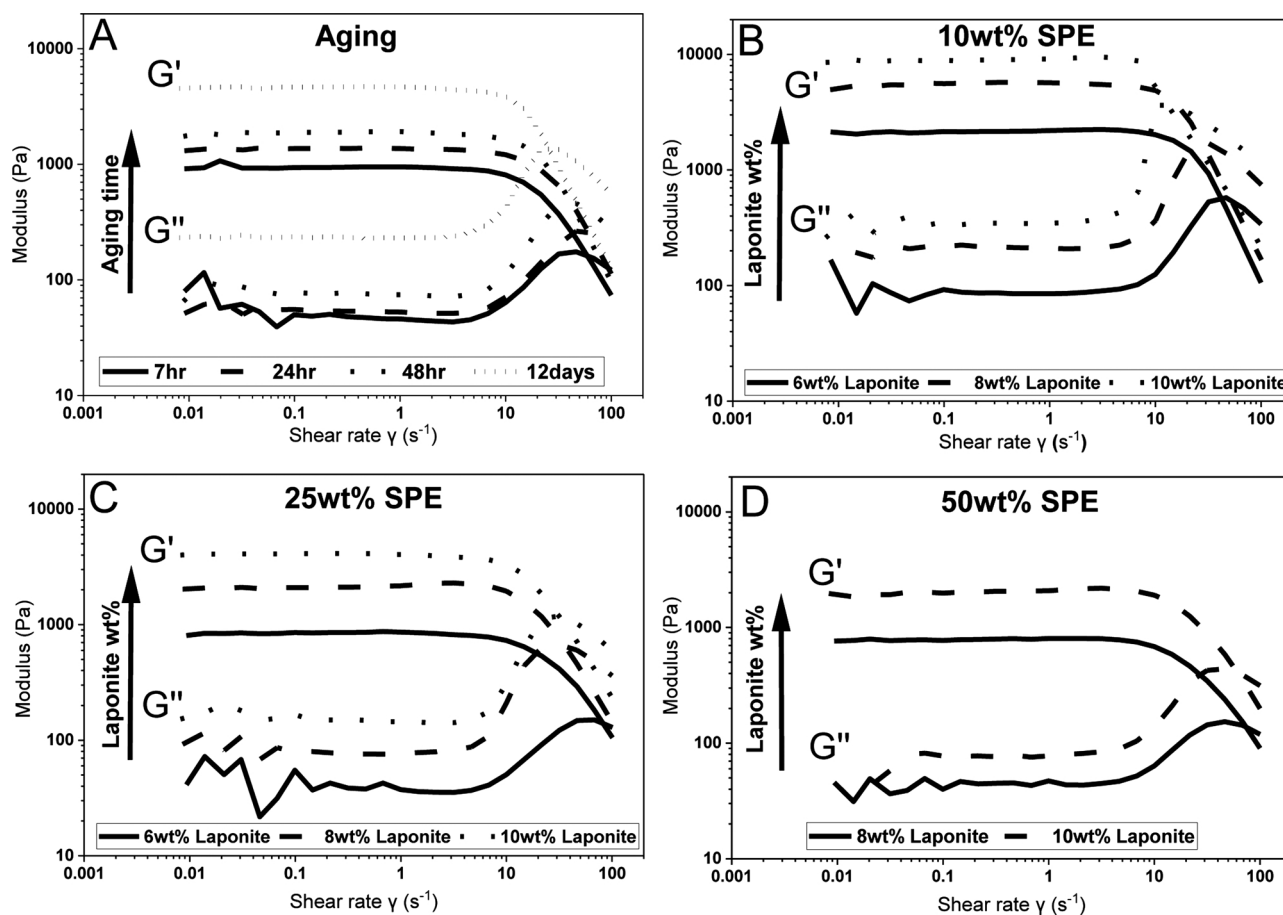 A
Aging
G'
G"
Aging time
Modulus (Pa)
10000
1000
100
10
0.001 0.01 0.1 1 10 100
7hr 24hr 48hr 12days
Shear rate γ (s-1)
B
10wt% SPE
G'
G"
Laponite wt%
Modulus (Pa)
10000
1000
100
10
0.001 0.01 0.1 1 10 100
6wt% Laponite 8wt% Laponite 10wt% Laponite
Shear rate γ (s-1)
C
25wt% SPE
G'
G"
Laponite wt%
Modulus (Pa)
10000
1000
100
10
0.001 0.01 0.1 1 10 100
6wt% Laponite 8wt% Laponite 10wt% Laponite
Shear rate γ (s-1)
D
50wt% SPE
G'
G"
Laponite wt%
Modulus (Pa)
10000
1000
100
10
0.001 0.01 0.1 1 10 100
8wt% Laponite 10wt% Laponite
Shear rate γ (s-1)